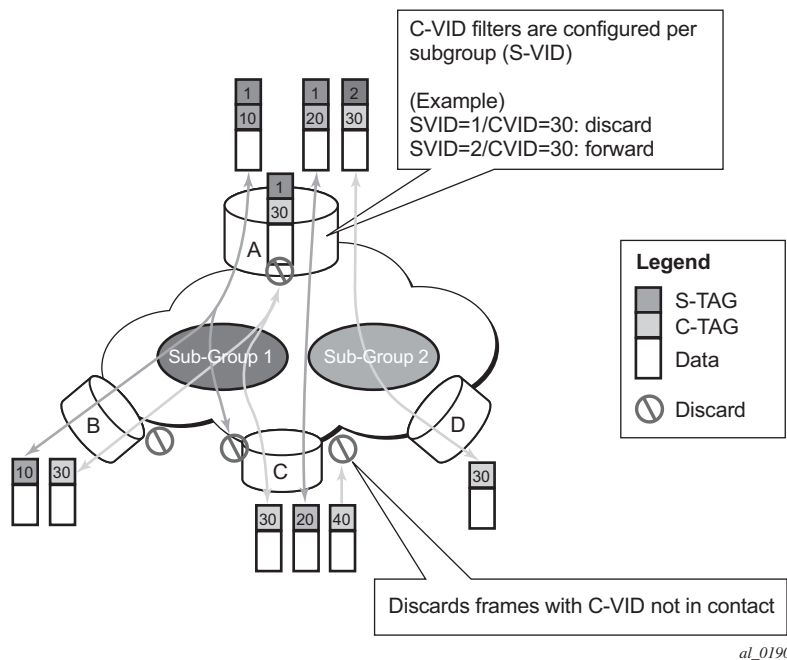 C-VID filters are configured per
subgroup (S-VID)
(Example)
SVID=1/CVID=30: discard
SVID=2/CVID=30: forward
1
10
1
20
2
30
1
30
A
Legend
S-TAG
C-TAG
Data
Discard
Sub-Group 1
Sub-Group 2
B
D
C
10
30
30
30
20
40
Discards frames with C-VID not in contact
al_0190